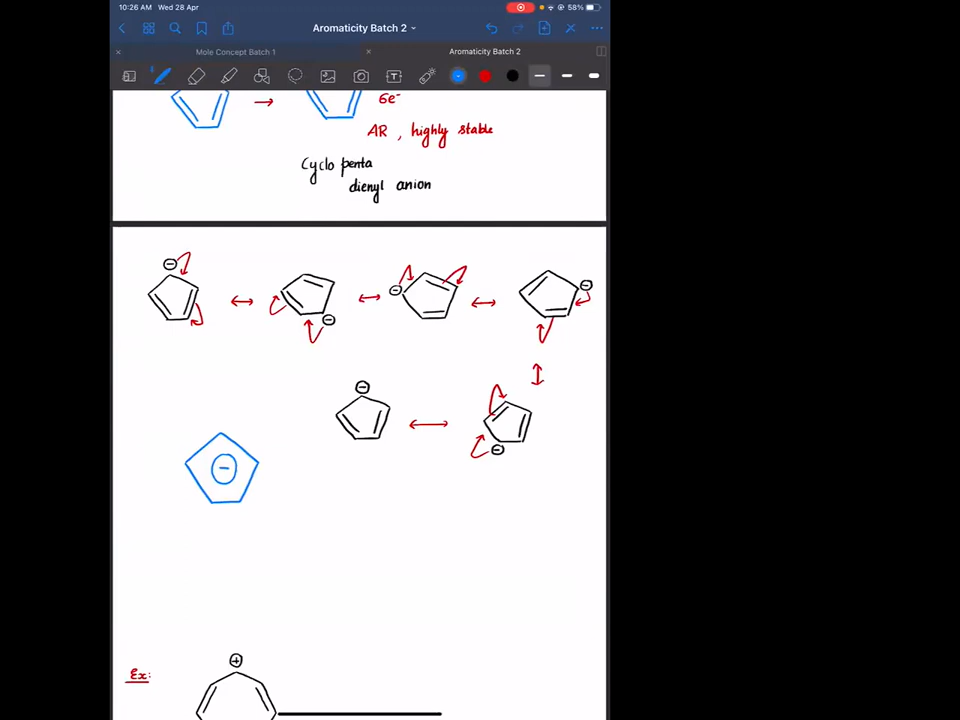 10:26 AM Wed 28 Apr
58%
Aromaticity Batch 2
Mole Concept Batch 1
Aromaticity Batch 2
6e⁻
AR , highly stable
Cyclo penta
dienyl anion
Ex: